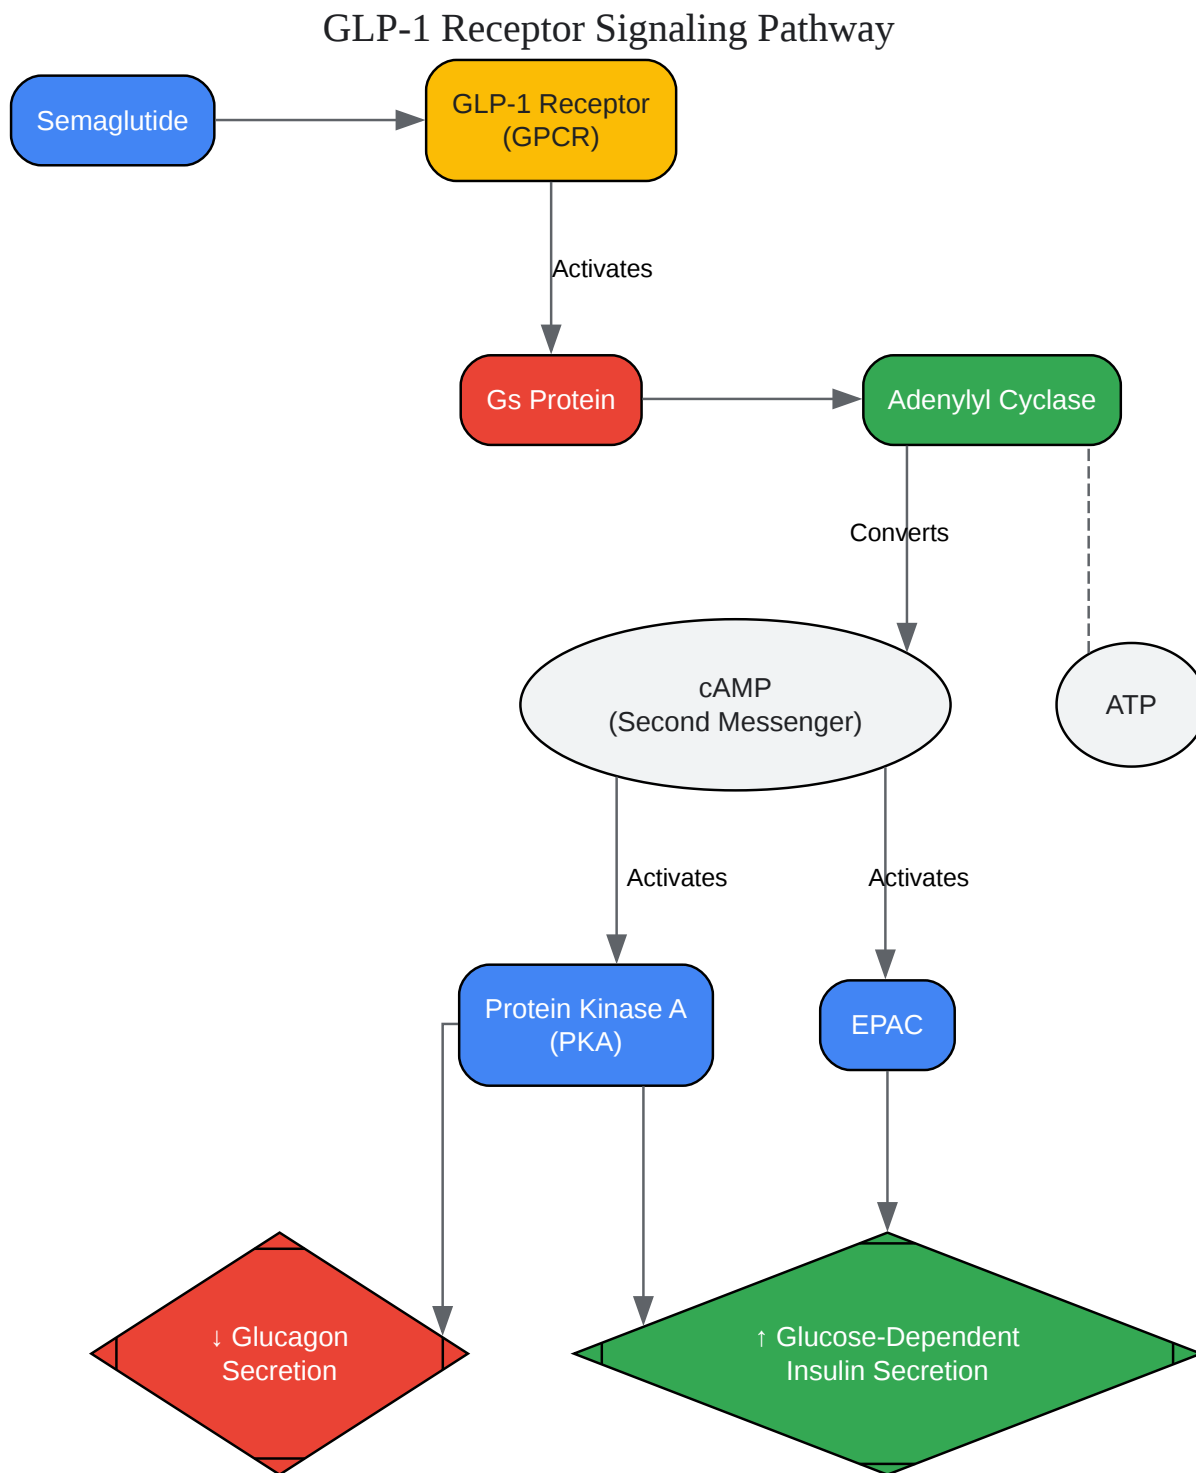 GLP-1 Receptor Signaling Pathway
Semaglutide
GLP-1 Receptor
(GPCR)
Activates
Gs Protein
Adenylyl Cyclase
Converts
cAMP
(Second Messenger)
ATP
Activates
Activates
Protein Kinase A
(PKA)
EPAC
↓ Glucagon
Secretion
↑ Glucose-Dependent
Insulin Secretion